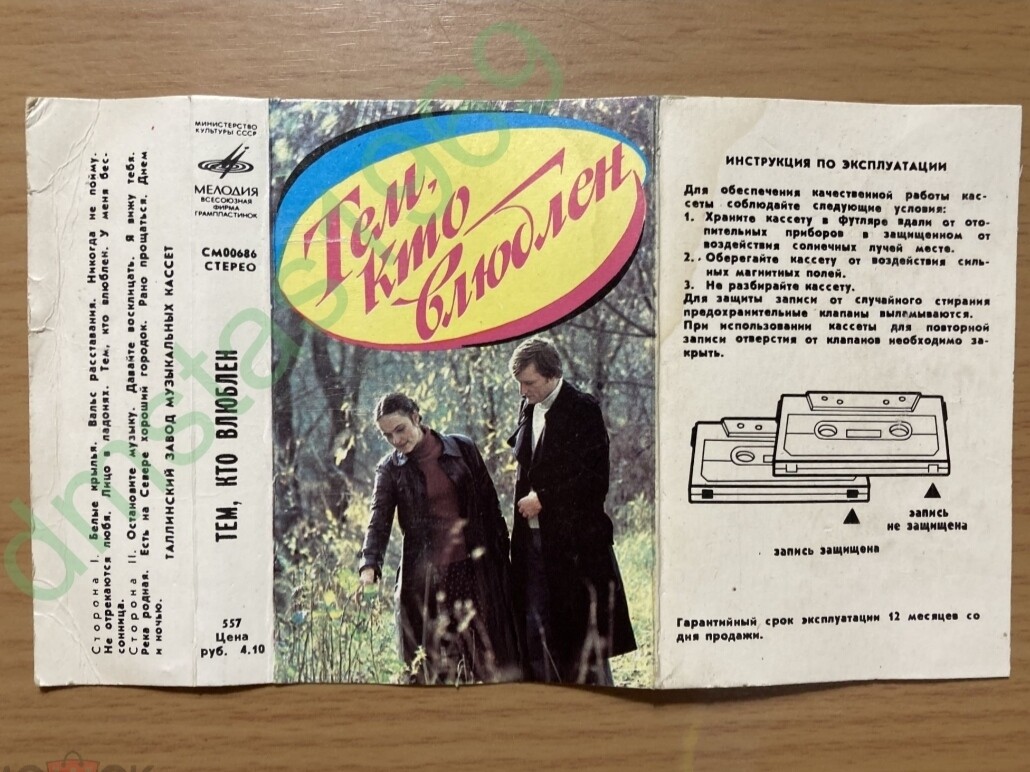 Сторона I. Белые крылья. Вальс расставания. Никогда не пойму.
Не отрекаются любя. Лицо в ладонях. Тем, кто влюблен. У меня бес-
сонница.
Сторона II. Остановите музыку. Давайте восклицать. Я вижу тебя.
Река родная. Есть на Севере хороший городок. Рано прощаться. Днем
и ночью.
ТАЛЛИНСКИЙ ЗАВОД МУЗЫКАЛЬНЫХ КАССЕТ
МИНИСТЕРСТВО
КУЛЬТУРЫ СССР
МЕЛОДИЯ
ВСЕСОЮЗНАЯ
ФИРМА
ГРАМПЛАСТИНОК
СМ00686
СТЕРЕО
ТЕМ, КТО ВЛЮБЛЕН
557
Цена
руб. 4.10
Тем,
кто
влюблен
ИНСТРУКЦИЯ ПО ЭКСПЛУАТАЦИИ
Для обеспечения качественной работы кас-
сеты соблюдайте следующие условия:
1. Храните кассету в футляре вдали от ото-
пительных приборов в защищенном от
воздействия солнечных лучей месте.
2. Оберегайте кассету от воздействия силь-
ных магнитных полей.
3. Не разбирайте кассету.
Для защиты записи от случайного стирания
предохранительные клапаны выламываются.
При использовании кассеты для повторной
записи отверстия от клапанов необходимо за-
крыть.
запись
не защищена
запись защищена
Гарантийный срок эксплуатации 12 месяцев со
дня продажи.
dmstas1969